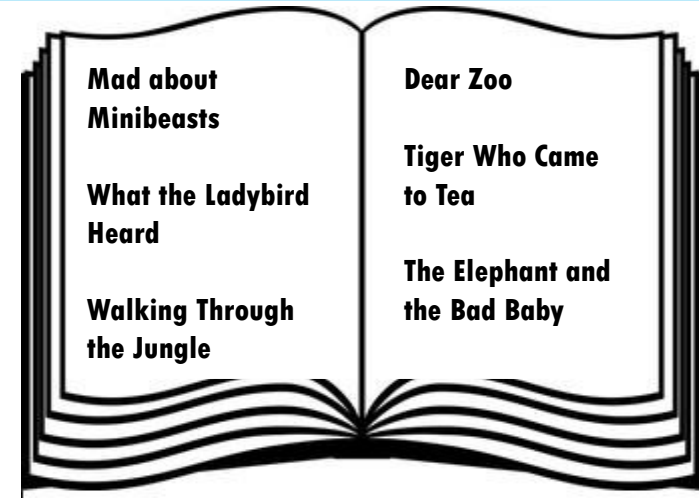 Mad about
Minibeasts
What the Ladybird
Heard
Walking Through
the Jungle
Dear Zoo
Tiger Who Came
to Tea
The Elephant and
the Bad Baby